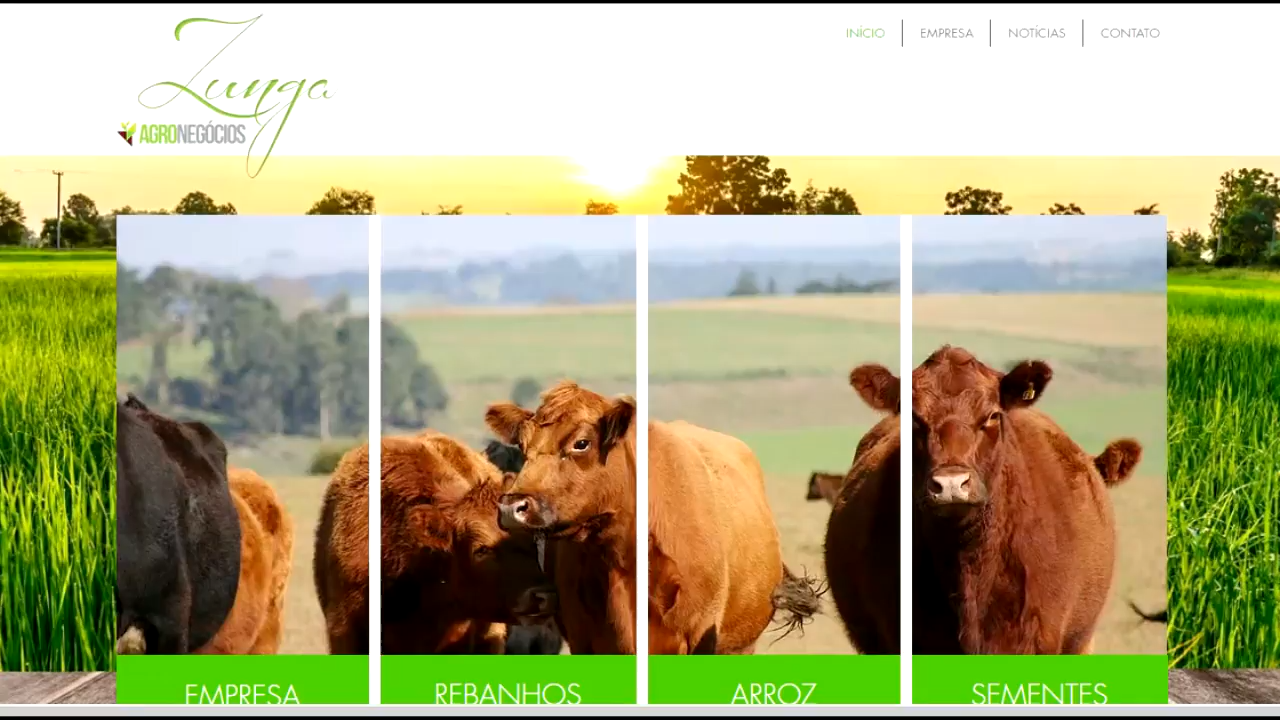 Zunga
AGRONEGÓCIOS
INÍCIO
EMPRESA
NOTÍCIAS
CONTATO
EMPRESA
REBANHOS
ARROZ
SEMENTES